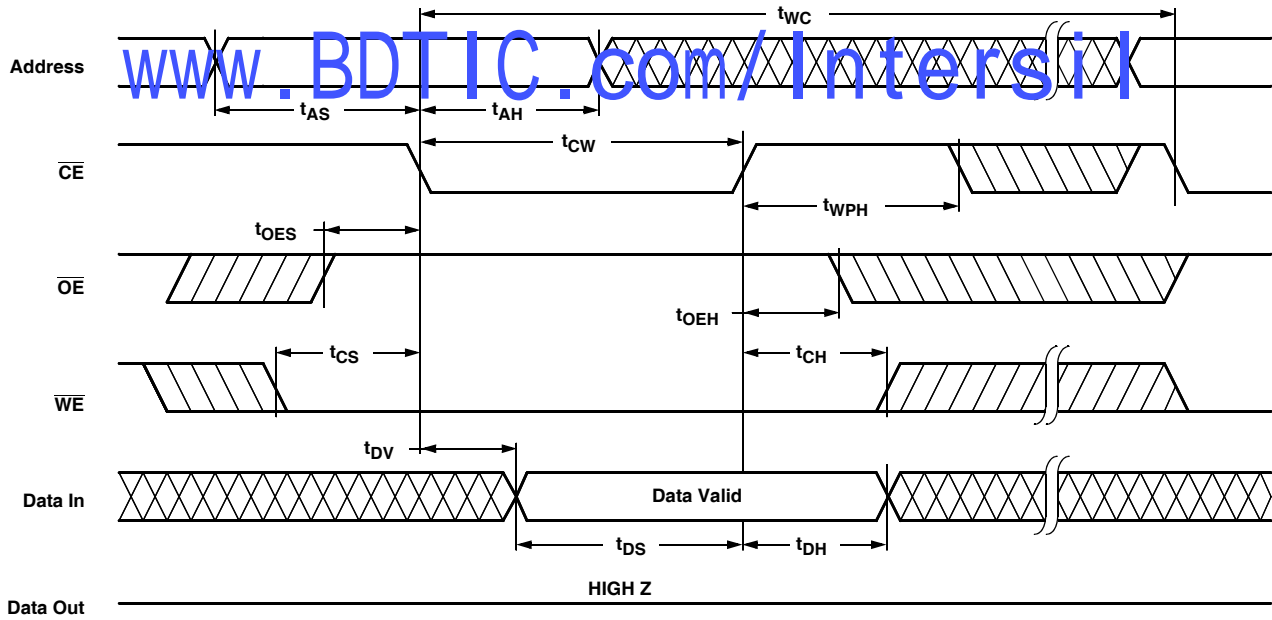 tWC
Address
www.BDTIC.com/Intersil
tAS
tAH
tCW
CE
tWPH
tOES
OE
tOEH
tCS
tCH
WE
tDV
Data In
Data Valid
tDS
tDH
HIGH Z
Data Out